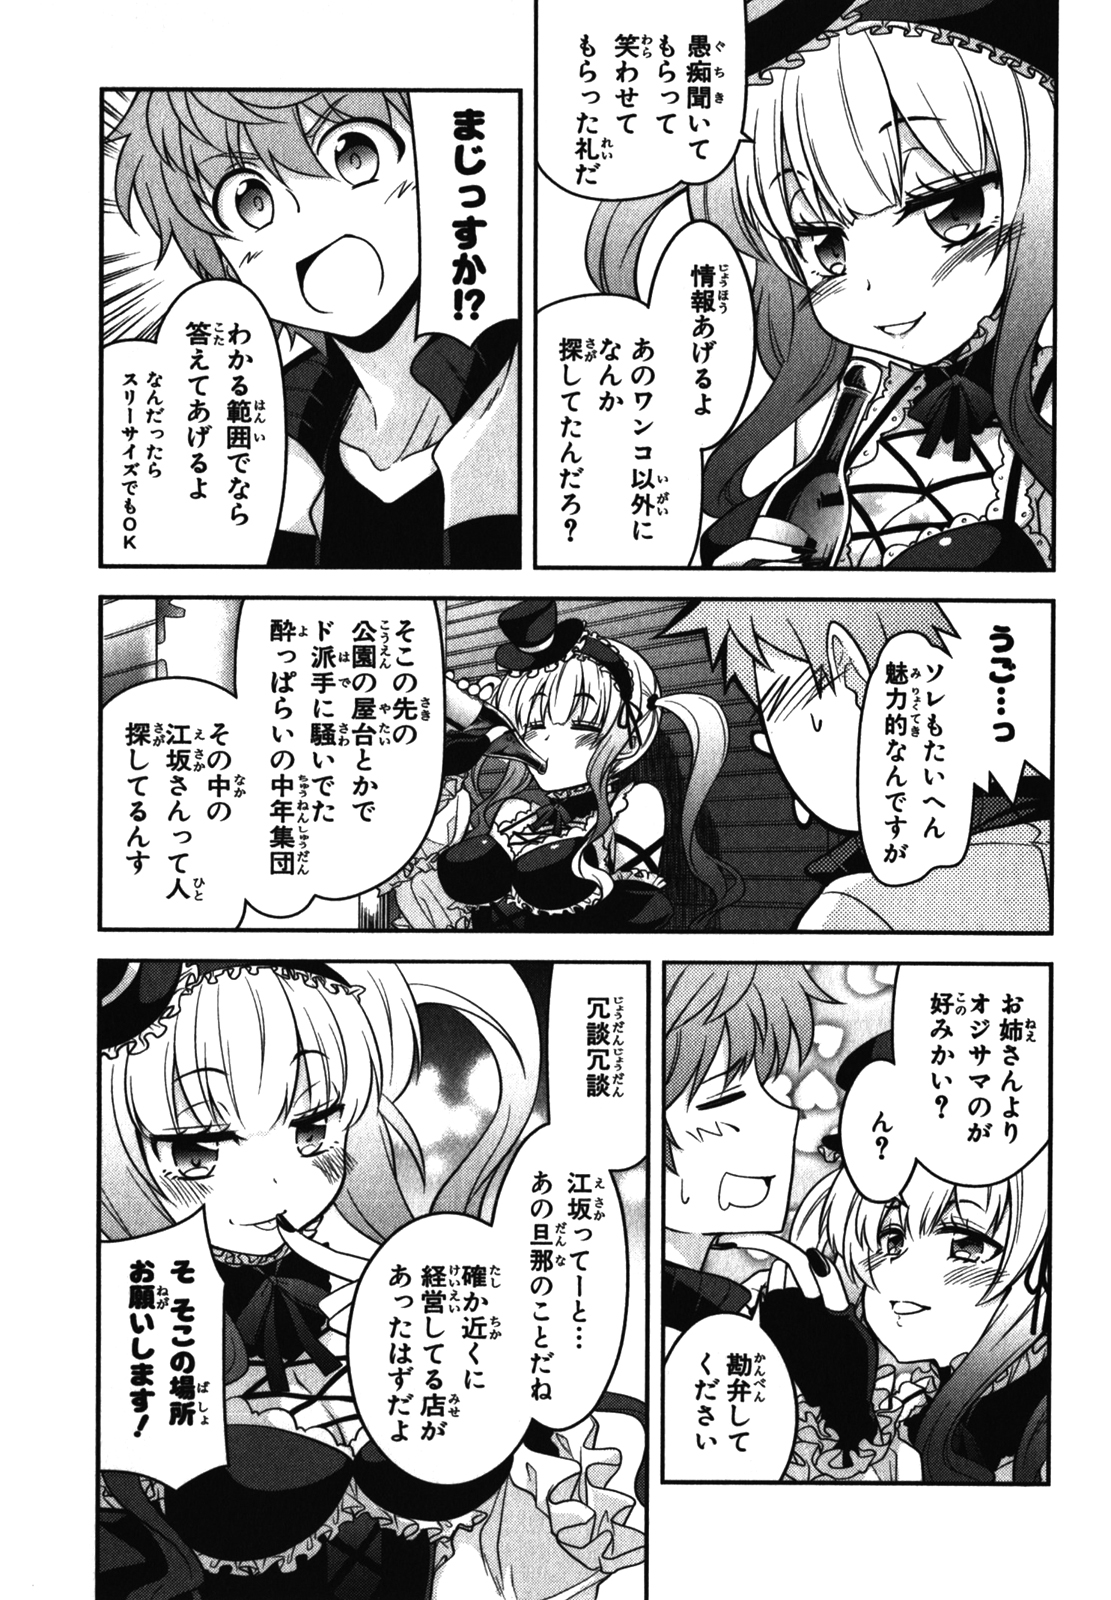 愚痴聞いて
もらって
笑わせて
もらった礼だ
情報あげるよ
あのワンコ以外に
なんか
探してたんだろ？
まじっすか!?
わかる範囲でなら
答えてあげるよ
なんだったら
スリーサイズでもOK
うご…っ
ソレもたいへん
魅力的なんですが
そこの先の
公園の屋台とかで
ド派手に騒いでた
酔っぱらいの中年集団
その中の
江坂さんって人
探してるんす
お姉さんより
オジサマのが
好みかい？
ん？
勘弁して
ください
冗談冗談
江坂ってーと…
あの旦那のことだね
確か近くに
経営してる店が
あったはずだよ
そ そこの場所
お願いします！